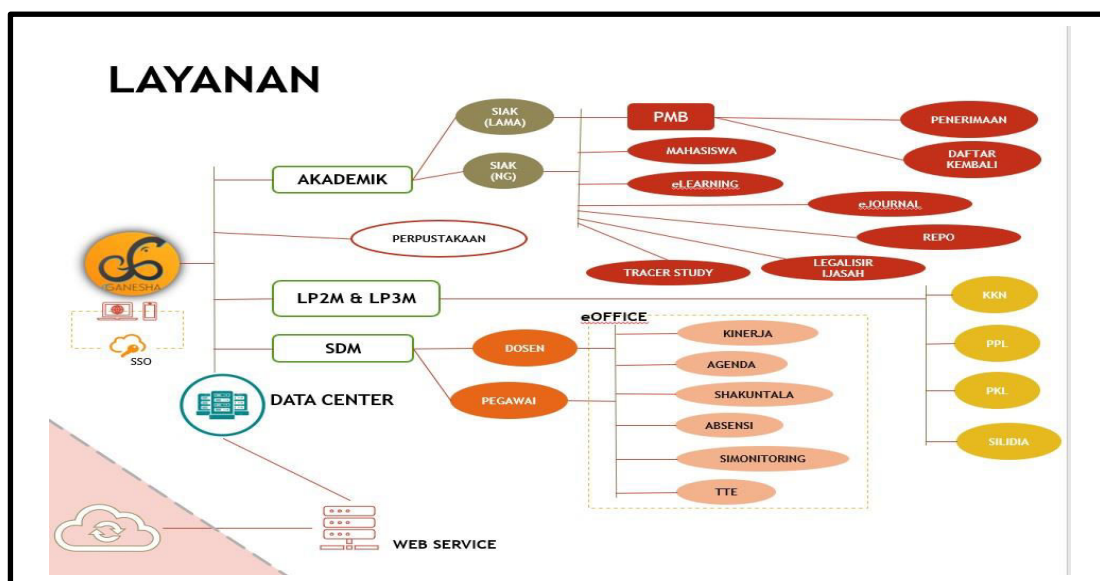 LAYANAN
SIAK
(LAMA)
PMB
PENERIMAAN
MAHASISWA
DAFTAR
KEMBALI
SIAK
(NG)
AKADEMIK
eLEARNING
eJOURNAL
PERPUSTAKAAN
REPO
LEGALISIR
IJASAH
TRACER STUDY
GANESHA
LP2M & LP3M
KKN
eOFFICE
KINERJA
SSO
SDM
DOSEN
PPL
AGENDA
DATA CENTER
PEGAWAI
SHAKUNTALA
PKL
ABSENSI
SILIDIA
SIMONITORING
TTE
WEB SERVICE